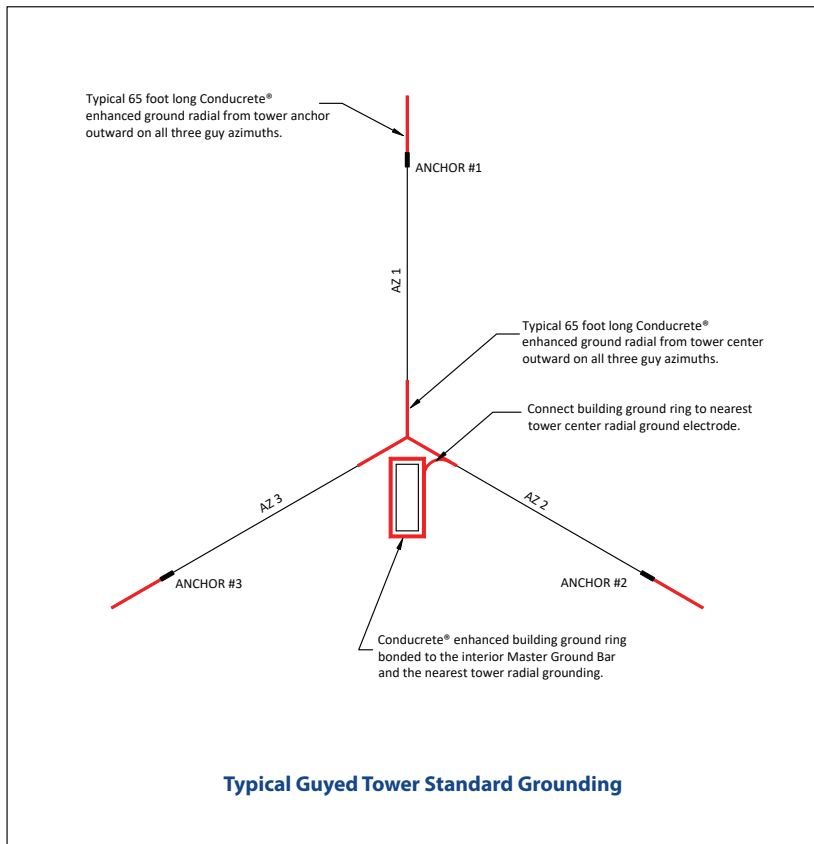 Typical 65 foot long Conducrete®
enhanced ground radial from tower anchor
outward on all three guy azimuths.
ANCHOR #1
AZ 1
Typical 65 foot long Conducrete®
enhanced ground radial from tower center
outward on all three guy azimuths.
Connect building ground ring to nearest
tower center radial ground electrode.
AZ 3
AZ 2
ANCHOR #3
ANCHOR #2
Conducrete® enhanced building ground ring
bonded to the interior Master Ground Bar
and the nearest tower radial grounding.
Typical Guyed Tower Standard Grounding